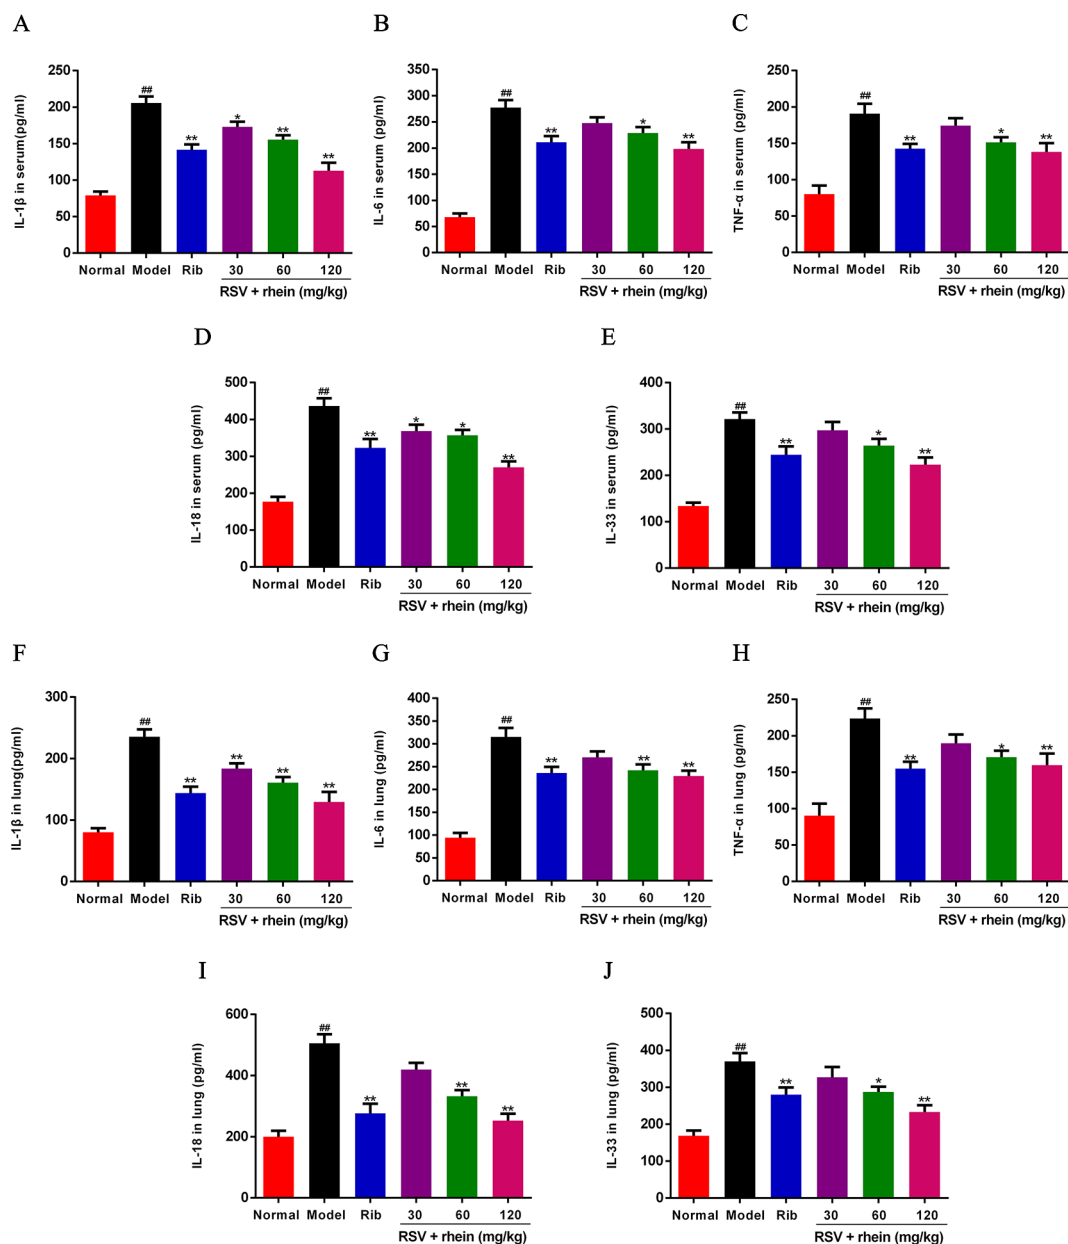 A
B
C
IL-1β in serum(pg/ml)
250
200
150
100
50
0
##
**
*
**
**
Normal Model Rib 30 60 120
RSV + rhein (mg/kg)
IL-6 in serum (pg/ml)
350
300
250
200
150
100
50
0
##
**
*
**
Normal Model Rib 30 60 120
RSV + rhein (mg/kg)
TNF-α in serum (pg/ml)
250
200
150
100
50
0
##
**
*
**
Normal Model Rib 30 60 120
RSV + rhein (mg/kg)
D
E
IL-18 in serum (pg/ml)
500
400
300
200
100
0
##
**
*
*
**
Normal Model Rib 30 60 120
RSV + rhein (mg/kg)
IL-33 in serum (pg/ml)
400
300
200
100
0
##
**
*
**
Normal Model Rib 30 60 120
RSV + rhein (mg/kg)
F
G
H
IL-1β in lung(pg/ml)
300
200
100
0
##
**
**
**
**
Normal Model Rib 30 60 120
RSV + rhein (mg/kg)
IL-6 in lung(pg/ml)
400
350
300
250
200
150
100
50
0
##
**
**
**
Normal Model Rib 30 60 120
RSV + rhein (mg/kg)
TNF-α in lung (pg/ml)
250
200
150
100
50
0
##
**
*
**
Normal Model Rib 30 60 120
RSV + rhein (mg/kg)
I
J
IL-18 in lung (pg/ml)
600
400
200
0
##
**
**
**
Normal Model Rib 30 60 120
RSV + rhein (mg/kg)
IL-33 in lung (pg/ml)
500
400
300
200
100
0
##
**
*
**
Normal Model Rib 30 60 120
RSV + rhein (mg/kg)